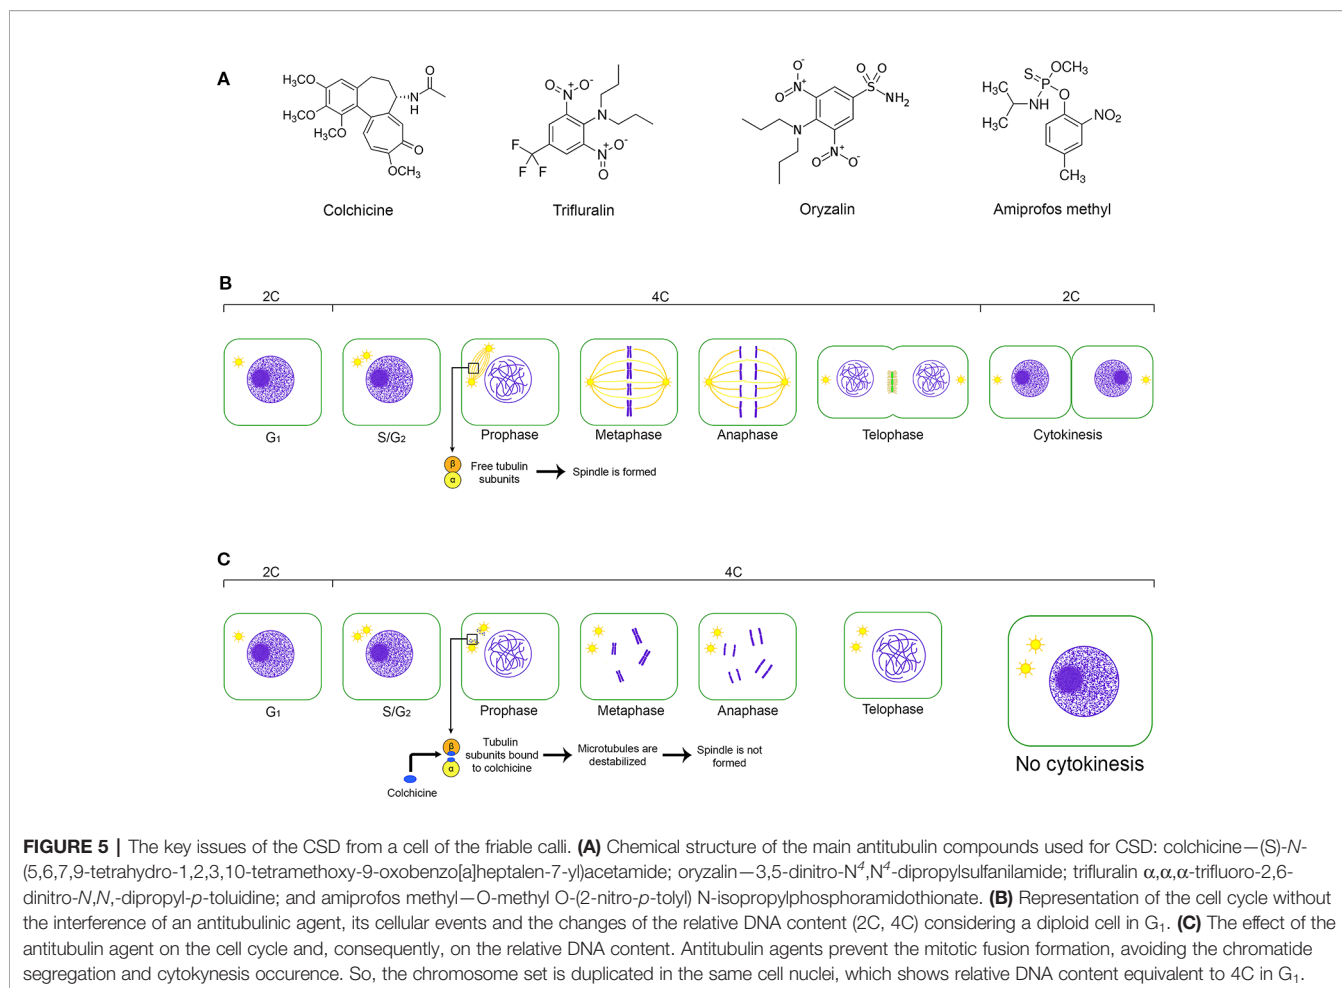 A
H₃CO
H₃CO
H₃CO
O
N
H
O
OCH₃
Colchicine
O
N⁺
O⁻
N
F
F
F
N⁺
O⁻
O
Trifluralin
O⁻
O
N⁺
O
O
S
NH₂
N
N⁺
O
O⁻
Oryzalin
S
OCH₃
H₃C
P
NH
O
H₃C
NO₂
CH₃
Amiprofos methyl
B
2C 4C 2C
G₁ S/G₂ Prophase Metaphase Anaphase Telophase Cytokinesis
β
α
Free tubulin
subunits
Spindle is formed
C
2C 4C
G₁ S/G₂ Prophase Metaphase Anaphase Telophase
No cytokinesis
β
α
Tubulin
subunits bound
to colchicine
Microtubules are
destabilized
Spindle is not
formed
Colchicine
FIGURE 5 | The key issues of the CSD from a cell of the friable calli. (A) Chemical structure of the main antitubulin compounds used for CSD: colchicine—(S)-N-
(5,6,7,9-tetrahydro-1,2,3,10-tetramethoxy-9-oxobenzo[a]heptalen-7-yl)acetamide; oryzalin—3,5-dinitro-N⁴,N⁴-dipropylsulfanilamide; trifluralin α,α,α-trifluoro-2,6-
dinitro-N,N,-dipropyl-p-toluidine; and amiprofos methyl—O-methyl O-(2-nitro-p-tolyl) N-isopropylphosphoramidothionate. (B) Representation of the cell cycle without
the interference of an antitubulinic agent, its cellular events and the changes of the relative DNA content (2C, 4C) considering a diploid cell in G₁. (C) The effect of the
antitubulin agent on the cell cycle and, consequently, on the relative DNA content. Antitubulin agents prevent the mitotic fusion formation, avoiding the chromatide
segregation and cytokynesis occurence. So, the chromosome set is duplicated in the same cell nuclei, which shows relative DNA content equivalent to 4C in G₁.